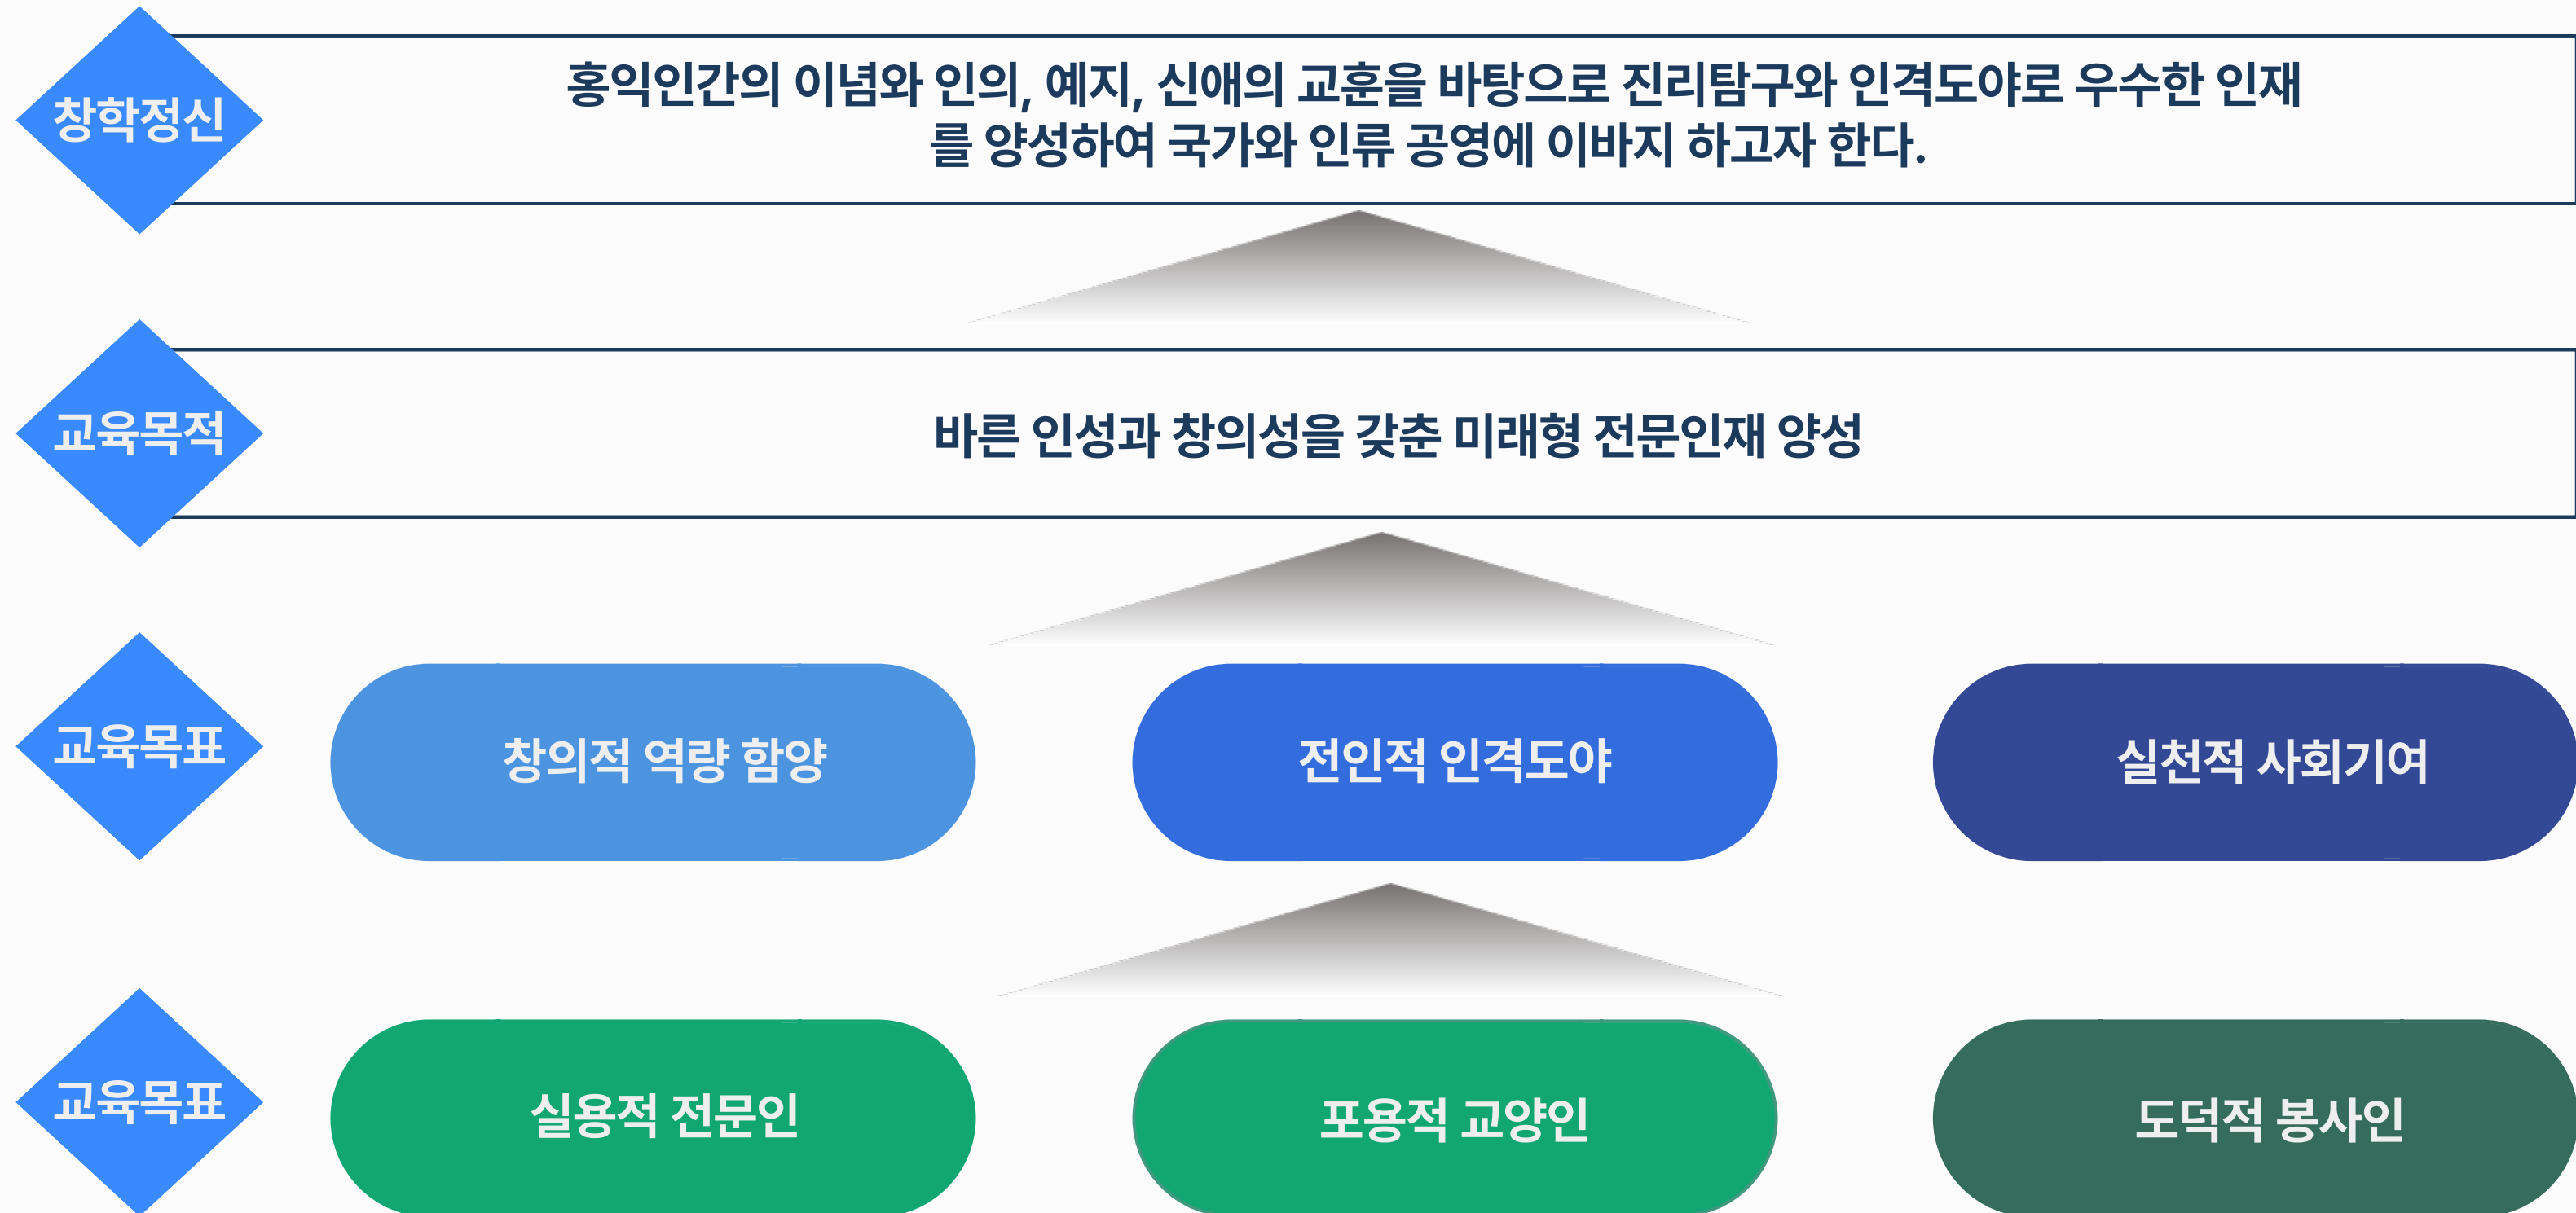 창학정신
홍익인간의 이념와 인의, 예지, 신애의 교훈을 바탕으로 진리탐구와 인격도야로 우수한 인재
를 양성하여 국가와 인류 공영에 이바지 하고자 한다.
교육목적
바른 인성과 창의성을 갖춘 미래형 전문인재 양성
교육목표
창의적 역량 함양
전인적 인격도야
실천적 사회기여
교육목표
실용적 전문인
포용적 교양인
도덕적 봉사인